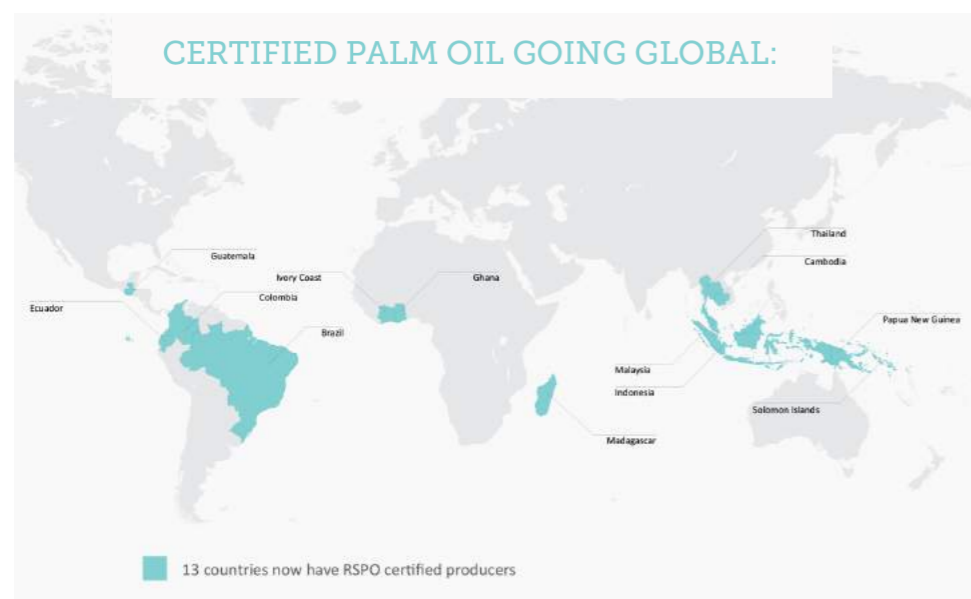 CERTIFIED PALM OIL GOING GLOBAL:
Thailand
Guatemala
Cambodia
Ivory Coast
Ghana
Colombia
Ecuador
Papua New Guinea
Brazil
Malaysia
Indonesia
Solomon Islands
Madagascar
13 countries now have RSPO certified producers